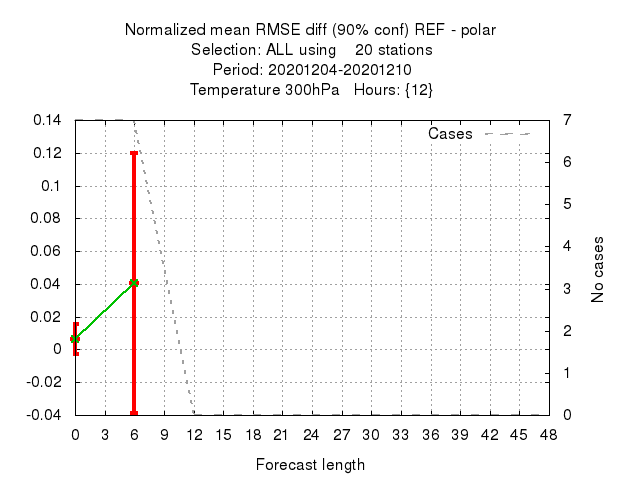 Normalized mean RMSE diff (90% conf) REF - polar
Selection: ALL using    20 stations
Period: 20201204-20201210
Temperature 300hPa   Hours: {12}
Cases
0.14
0.12
0.1
0.08
0.06
0.04
0.02
0
-0.02
-0.04
7
6
5
4
3
2
1
0
No cases
0 3 6 9 12 15 18 21 24 27 30 33 36 39 42 45 48
Forecast length